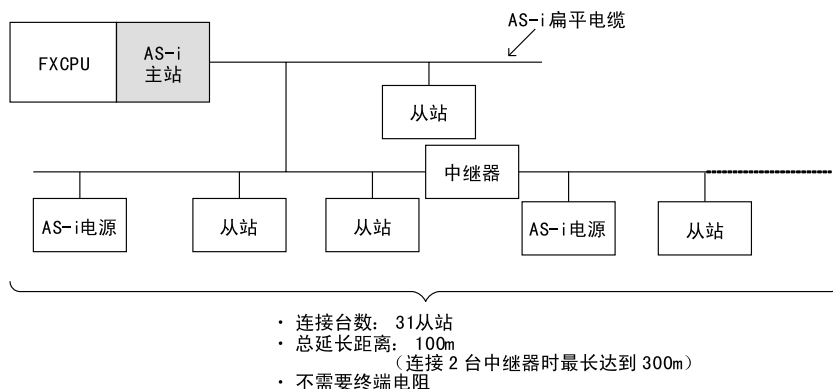 AS-i扁平电缆
FXCPU
AS-i
主站
从站
中继器
AS-i电源
从站
从站
AS-i电源
从站
・ 连接台数： 31从站
・ 总延长距离： 100m
（连接 2 台中继器时最长达到 300m）
・ 不需要终端电阻